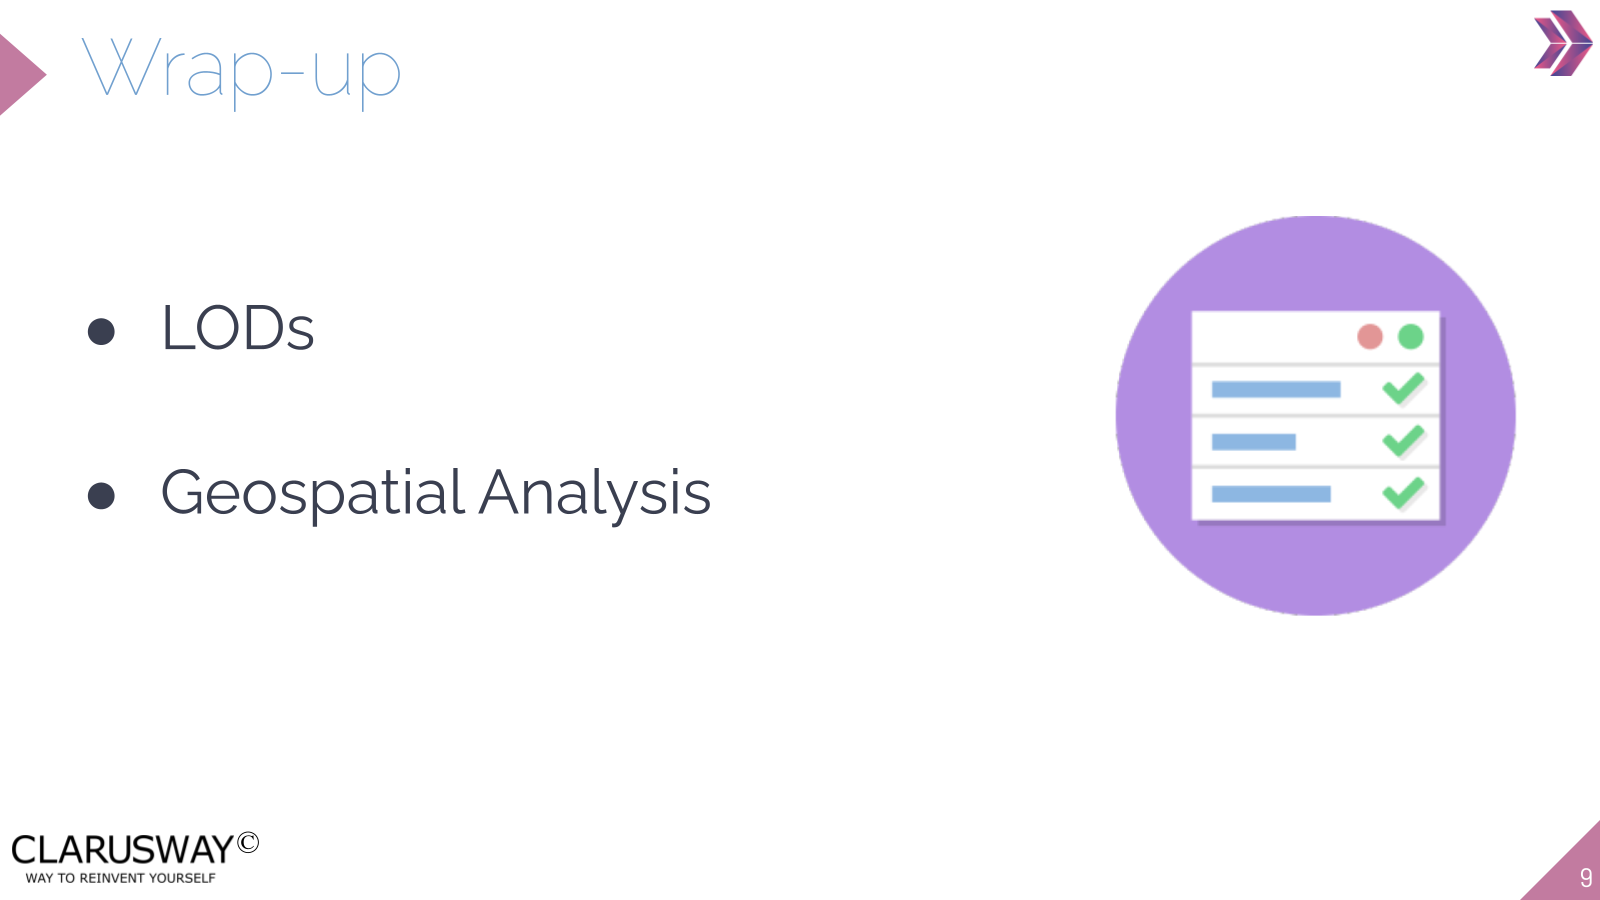 Wrap-up
● LODs
● Geospatial Analysis
CLARUSWAY©
WAY TO REINVENT YOURSELF
9